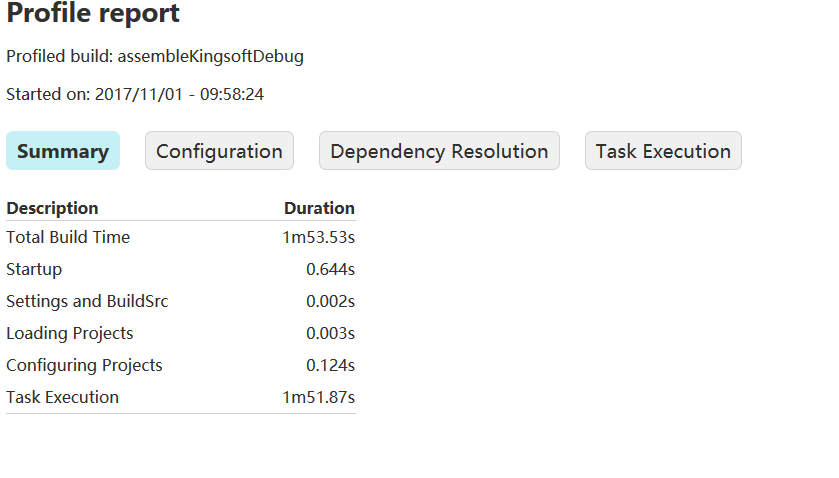 Profile report
Profiled build: assembleKingsoftDebug
Started on: 2017/11/01 - 09:58:24
Summary Configuration Dependency Resolution Task Execution
Description Duration
Total Build Time 1m53.53s
Startup 0.644s
Settings and BuildSrc 0.002s
Loading Projects 0.003s
Configuring Projects 0.124s
Task Execution 1m51.87s